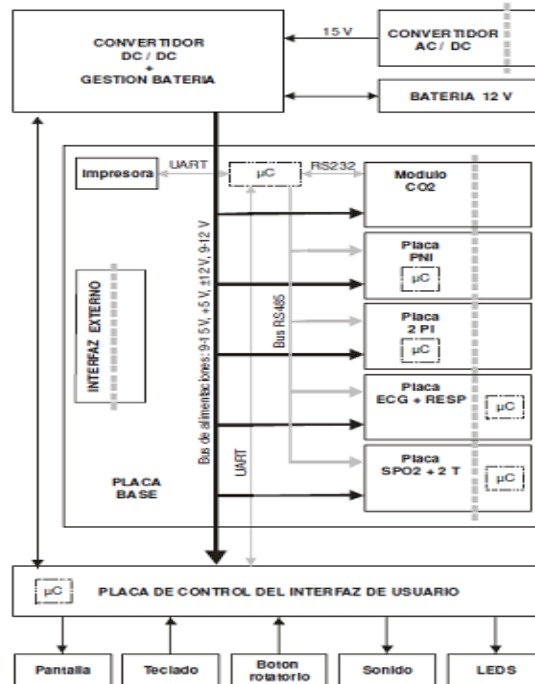 CONVERTIDOR
DC / DC
+
GESTION BATERIA
15 V
CONVERTIDOR
AC / DC
BATERIA 12 V
Impresora
UART
µC
RS232
Modulo
CO2
Placa
PNI
µC
Placa
2 PI
µC
Placa
ECG + RESP
µC
Placa
SPO2 + 2 T
µC
INTERFAZ EXTERNO
Bus de alimentaciones: 9-15 V, +5 V, ±12 V, 9-12 V
Bus RS485
UART
PLACA
BASE
µC
PLACA DE CONTROL DEL INTERFAZ DE USUARIO
Pantalla
Teclado
Boton
rotatorio
Sonido
LEDS